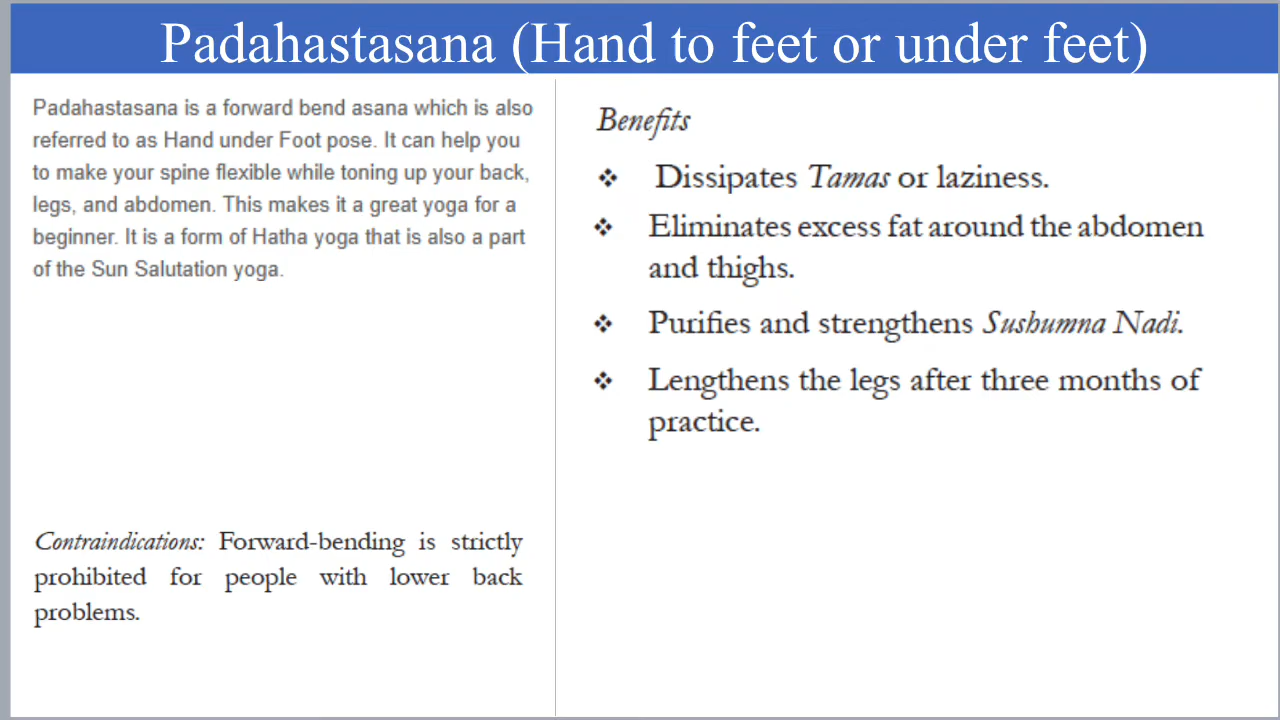 Padahastasana (Hand to feet or under feet)
Padahastasana is a forward bend asana which is also
referred to as Hand under Foot pose. It can help you
to make your spine flexible while toning up your back,
legs, and abdomen. This makes it a great yoga for a
beginner. It is a form of Hatha yoga that is also a part
of the Sun Salutation yoga.
Contraindications: Forward-bending is strictly
prohibited for people with lower back
problems.
Benefits
❖ Dissipates Tamas or laziness.
❖ Eliminates excess fat around the abdomen
and thighs.
❖ Purifies and strengthens Sushumna Nadi.
❖ Lengthens the legs after three months of
practice.